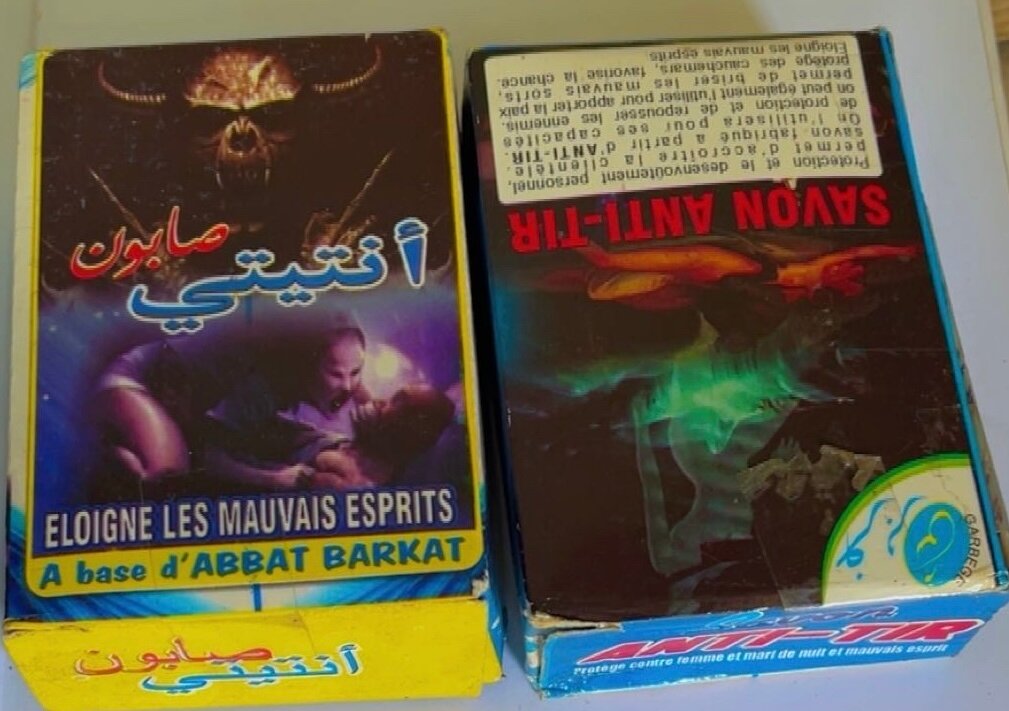 صابون
أنتيتي
ELOIGNE LES MAUVAIS ESPRITS
A base d'ABBAT BARKAT
صابون
أنتيتي
SAVON ANTI-TIR
Protection et le desenvoûtement personnel,
permet d'accroître la clientèle.
savon fabriqué à partir d'ANTI-TIR.
On l'utilisera pour ses capacités
de protection et de repousser les ennemis.
on peut également l'utiliser pour apporter la paix
permet de briser les mauvais sorts,
protège des cauchemars, favorise la chance.
Eloigne les mauvais esprits
GARBEGE
ANTI-TIR
Protège contre femme et mari de nuit et mauvais esprit